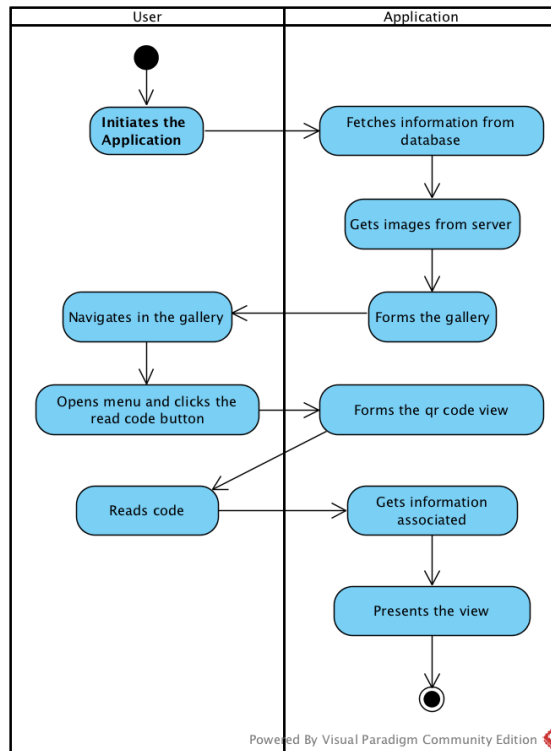 User
Application
Initiates the
Application
Fetches information from
database
Gets images from server
Forms the gallery
Navigates in the gallery
Opens menu and clicks the
read code button
Forms the qr code view
Reads code
Gets information
associated
Presents the view
Powered By Visual Paradigm Community Edition